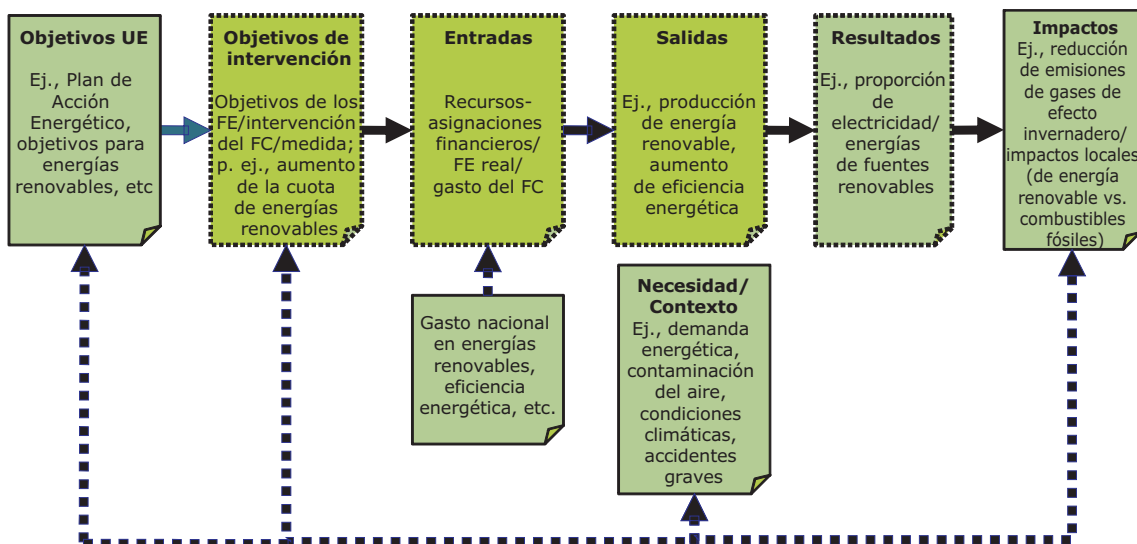 Objetivos UE
Ej., Plan de
Acción
Energético,
objetivos para
energías
renovables, etc
Objetivos de
intervención
Objetivos de los
FE/intervención
del FC/medida;
p. ej., aumento
de la cuota
de energías
renovables
Entradas
Recursos-
asignaciones
financieros/
FE real/
gasto del FC
Salidas
Ej., producción
de energía
renovable,
aumento
de eficiencia
energética
Resultados
Ej., proporción
de
electricidad/
energías
de fuentes
renovables
Impactos
Ej., reducción
de emisiones
de gases de
efecto
invernadero/
impactos locales
(de energía
renovable vs.
combustibles
fósiles)
Gasto nacional
en energías
renovables,
eficiencia
energética, etc.
Necesidad/
Contexto
Ej., demanda
energética,
contaminación
del aire,
condiciones
climáticas,
accidentes
graves